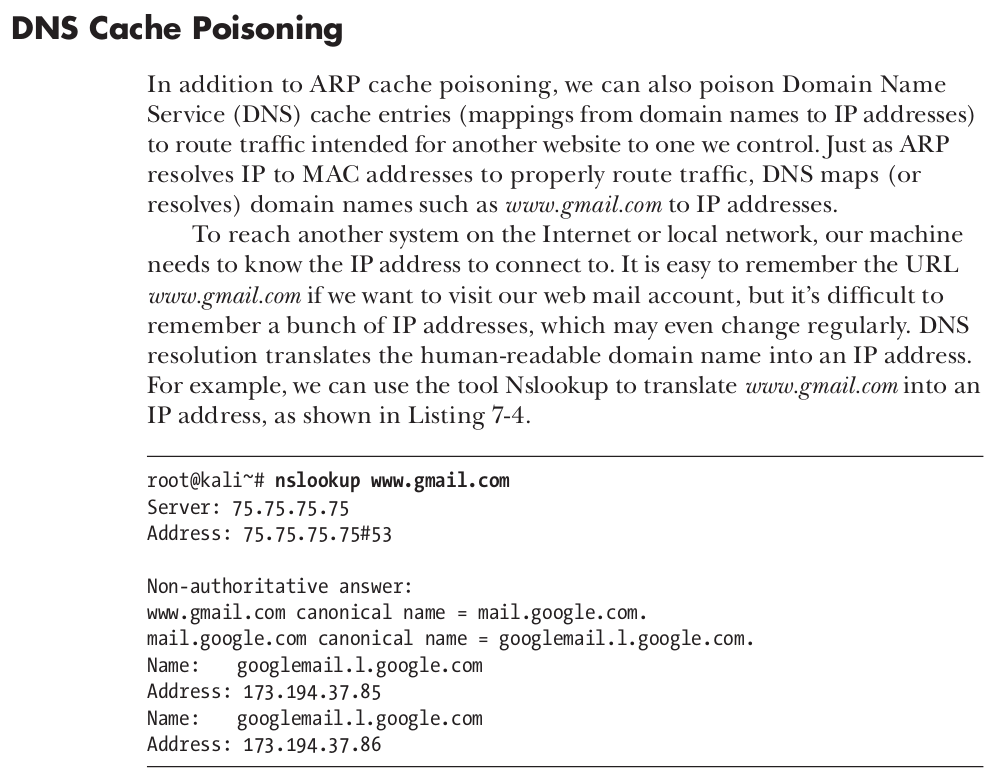 DNS Cache Poisoning
In addition to ARP cache poisoning, we can also poison Domain Name
Service (DNS) cache entries (mappings from domain names to IP addresses)
to route traffic intended for another website to one we control. Just as ARP
resolves IP to MAC addresses to properly route traffic, DNS maps (or
resolves) domain names such as www.gmail.com to IP addresses.
To reach another system on the Internet or local network, our machine
needs to know the IP address to connect to. It is easy to remember the URL
www.gmail.com if we want to visit our web mail account, but it’s difficult to
remember a bunch of IP addresses, which may even change regularly. DNS
resolution translates the human-readable domain name into an IP address.
For example, we can use the tool Nslookup to translate www.gmail.com into an
IP address, as shown in Listing 7-4.
root@kali~# nslookup www.gmail.com
Server: 75.75.75.75
Address: 75.75.75.75#53
Non-authoritative answer:
www.gmail.com canonical name = mail.google.com.
mail.google.com canonical name = googlemail.l.google.com.
Name: googlemail.l.google.com
Address: 173.194.37.85
Name: googlemail.l.google.com
Address: 173.194.37.86